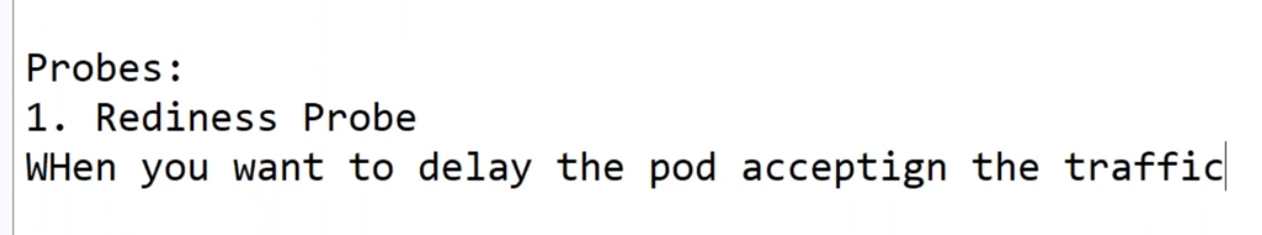 Probes:
1. Rediness Probe
WHen you want to delay the pod acceptign the traffic